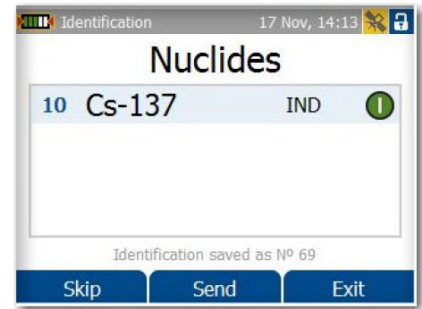 Identification 17 Nov, 14:13
Nuclides
10 Cs-137 IND I
Identification saved as Nº 69
Skip Send Exit